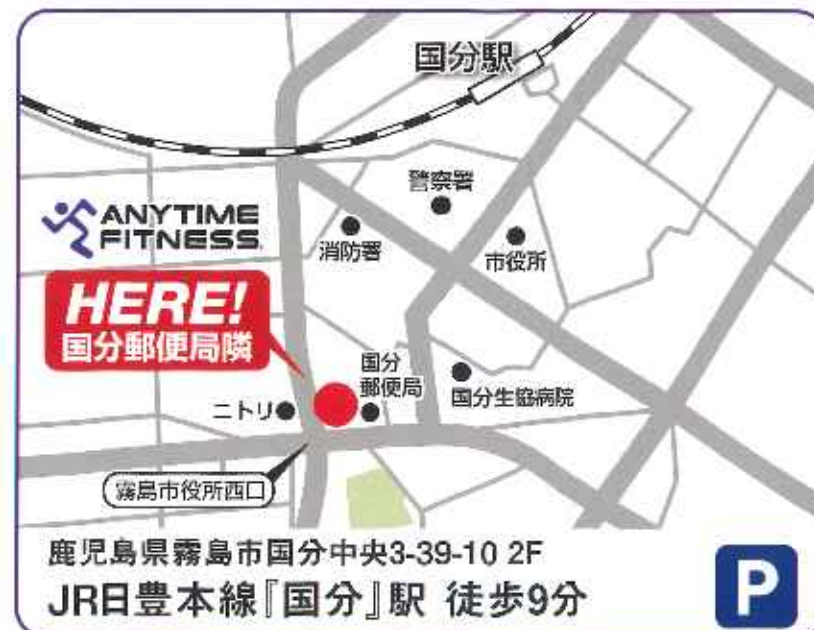 国分駅
警察署
消防署
市役所
ANYTIME
FITNESS
HERE!
国分郵便局隣
国分
郵便局
国分生協病院
ニトリ
霧島市役所西口
鹿児島県霧島市国分中央3-39-10 2F
JR日豊本線『国分』駅 徒歩9分
P